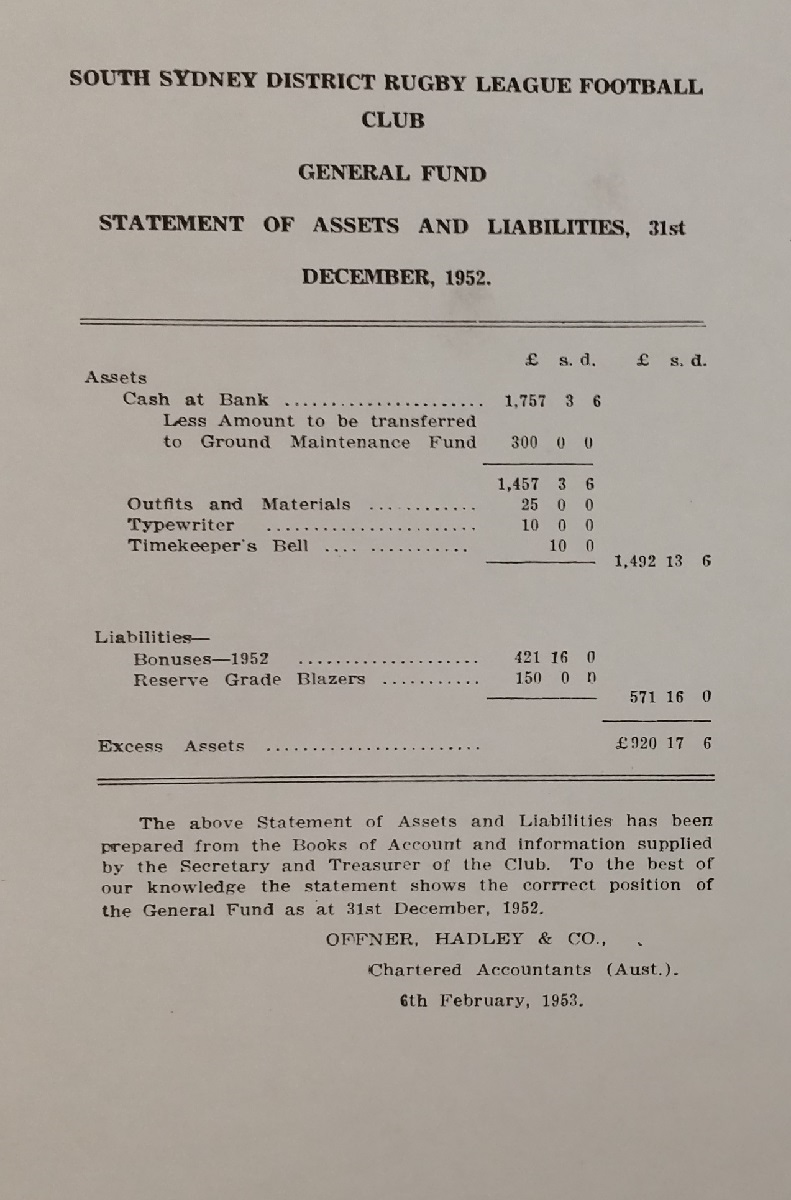 SOUTH SYDNEY DISTRICT RUGBY LEAGUE FOOTBALL
CLUB
GENERAL FUND
STATEMENT OF ASSETS AND LIABILITIES, 31st
DECEMBER, 1952.
£ s. d. £ s. d.
Assets
Cash at Bank ...................... 1,757 3 6
Less Amount to be transferred
to Ground Maintenance Fund 300 0 0
1,457 3 6
Outfits and Materials ............ 25 0 0
Typewriter ....................... 10 0 0
Timekeeper's Bell .... ........... 10 0
1,492 13 6
Liabilities—
Bonuses—1952 .................... 421 16 0
Reserve Grade Blazers ........... 150 0 0
571 16 0
Excess Assets ........................ £920 17 6
The above Statement of Assets and Liabilities has been
prepared from the Books of Account and information supplied
by the Secretary and Treasurer of the Club. To the best of
our knowledge the statement shows the corrrect position of
the General Fund as at 31st December, 1952.
OFFNER, HADLEY & CO.,
Chartered Accountants (Aust.).
6th February, 1953.